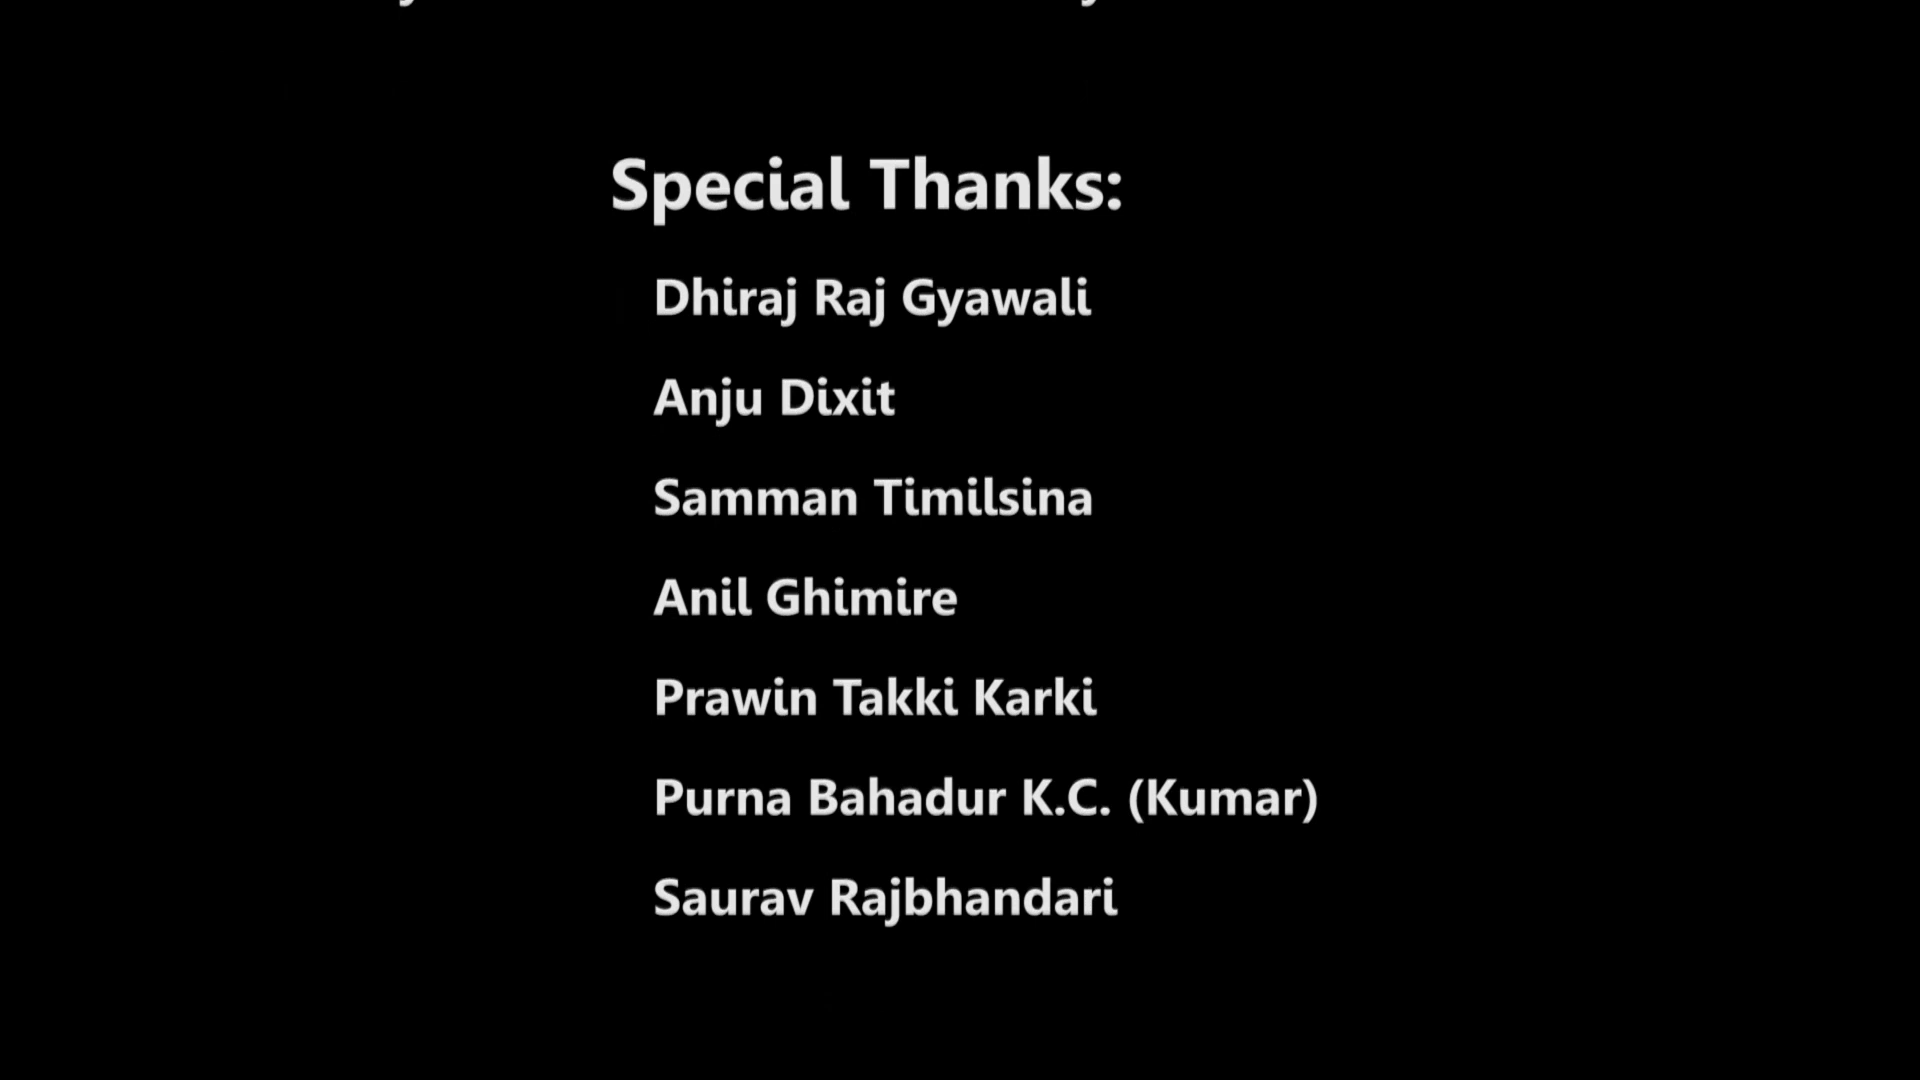 Special Thanks:
Dhiraj Raj Gyawali
Anju Dixit
Samman Timilsina
Anil Ghimire
Prawin Takki Karki
Purna Bahadur K.C. (Kumar)
Saurav Rajbhandari